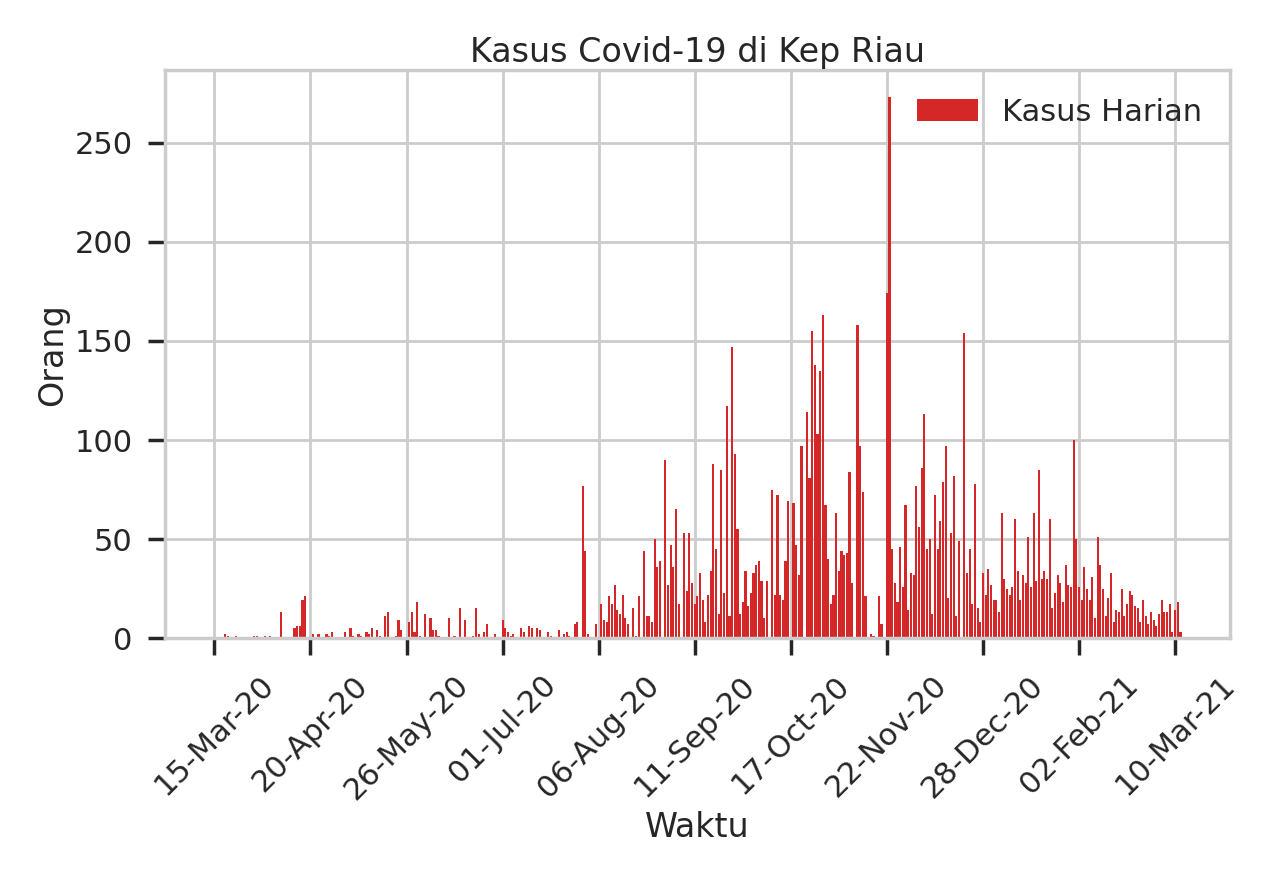 Kasus Covid-19 di Kep Riau
Kasus Harian
Orang
250
200
150
100
50
0
15-Mar-20
20-Apr-20
26-May-20
01-Jul-20
06-Aug-20
11-Sep-20
17-Oct-20
22-Nov-20
28-Dec-20
02-Feb-21
10-Mar-21
Waktu